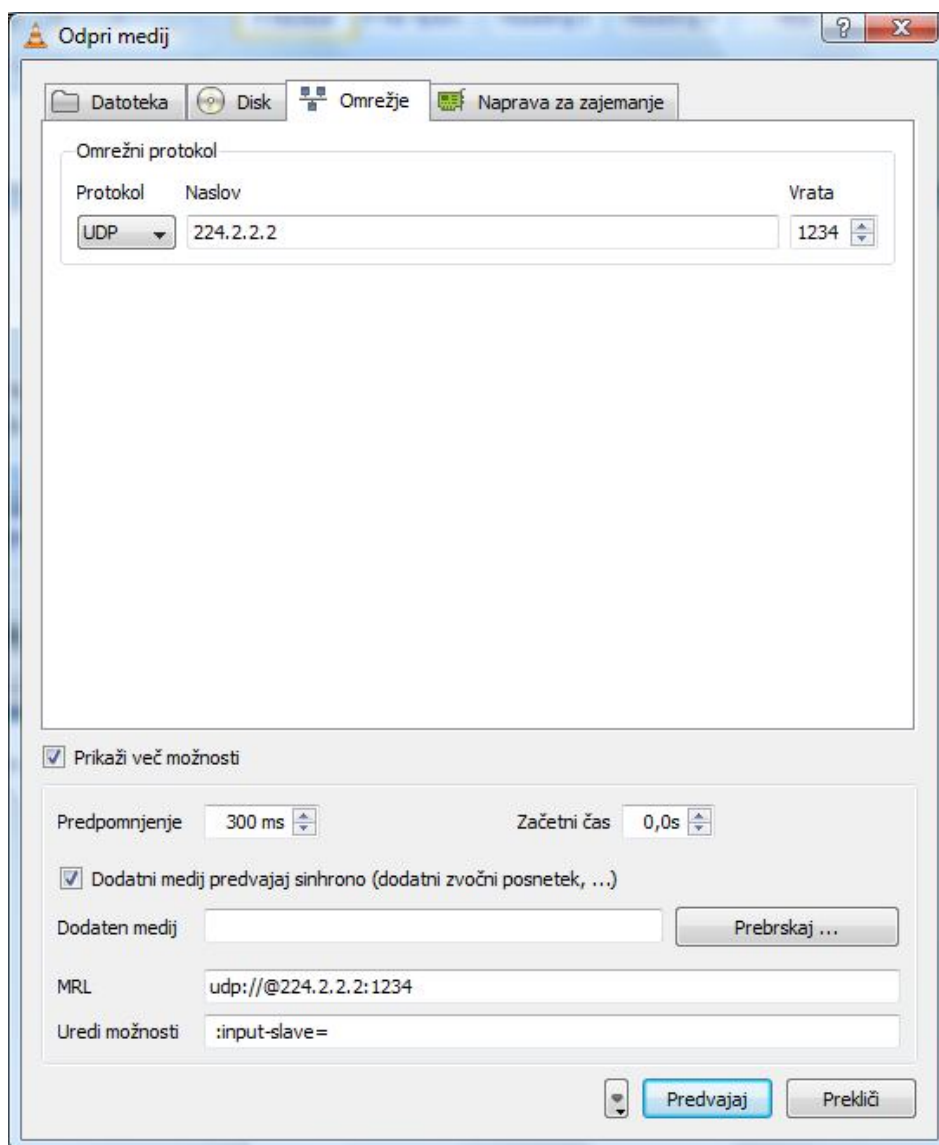 Odpri medij
Datoteka Disk Omrežje Naprava za zajemanje
Omrežni protokol
Protokol Naslov Vrata
UDP 224.2.2.2 1234
Prikaži več možnosti
Predpomnjenje 300 ms Začetni čas 0,0s
Dodatni medij predvajaj sinhrono (dodatni zvočni posnetek, ...)
Dodaten medij Prebrskaj ...
MRL udp://@224.2.2.2:1234
Uredi možnosti :input-slave=
Predvajaj Prekliči